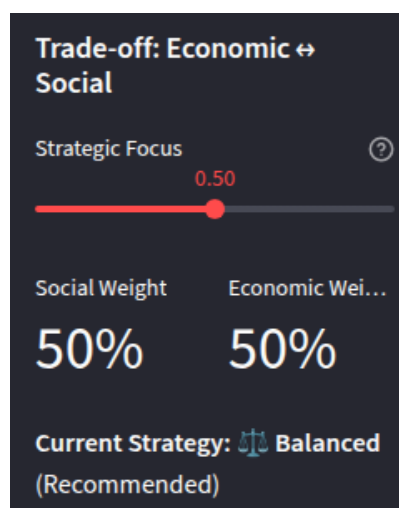 Trade-off: Economic ↔
Social
Strategic Focus
0.50
Social Weight
Economic Wei...
50%
50%
Current Strategy: ⚖️ Balanced
(Recommended)